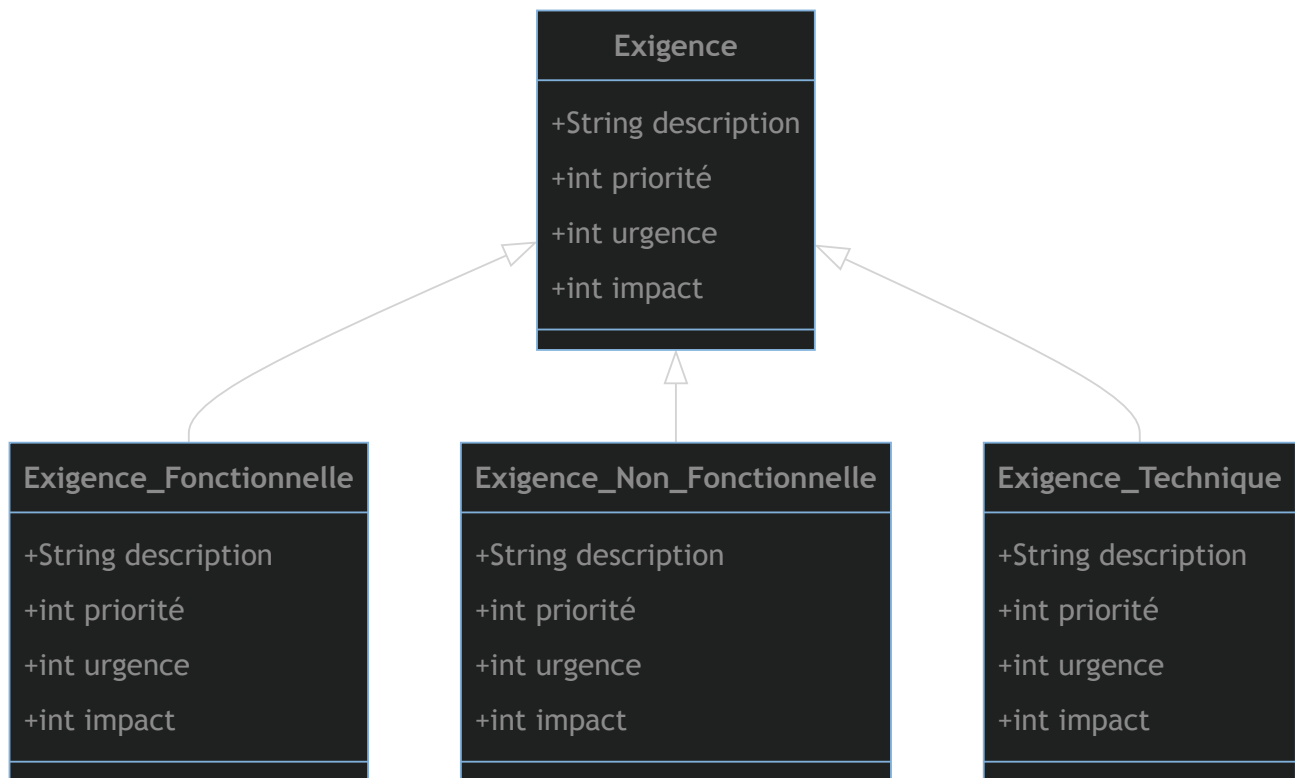 Exigence
+String description
+int priorité
+int urgence
+int impact
Exigence_Fonctionnelle
+String description
+int priorité
+int urgence
+int impact
Exigence_Non_Fonctionnelle
+String description
+int priorité
+int urgence
+int impact
Exigence_Technique
+String description
+int priorité
+int urgence
+int impact